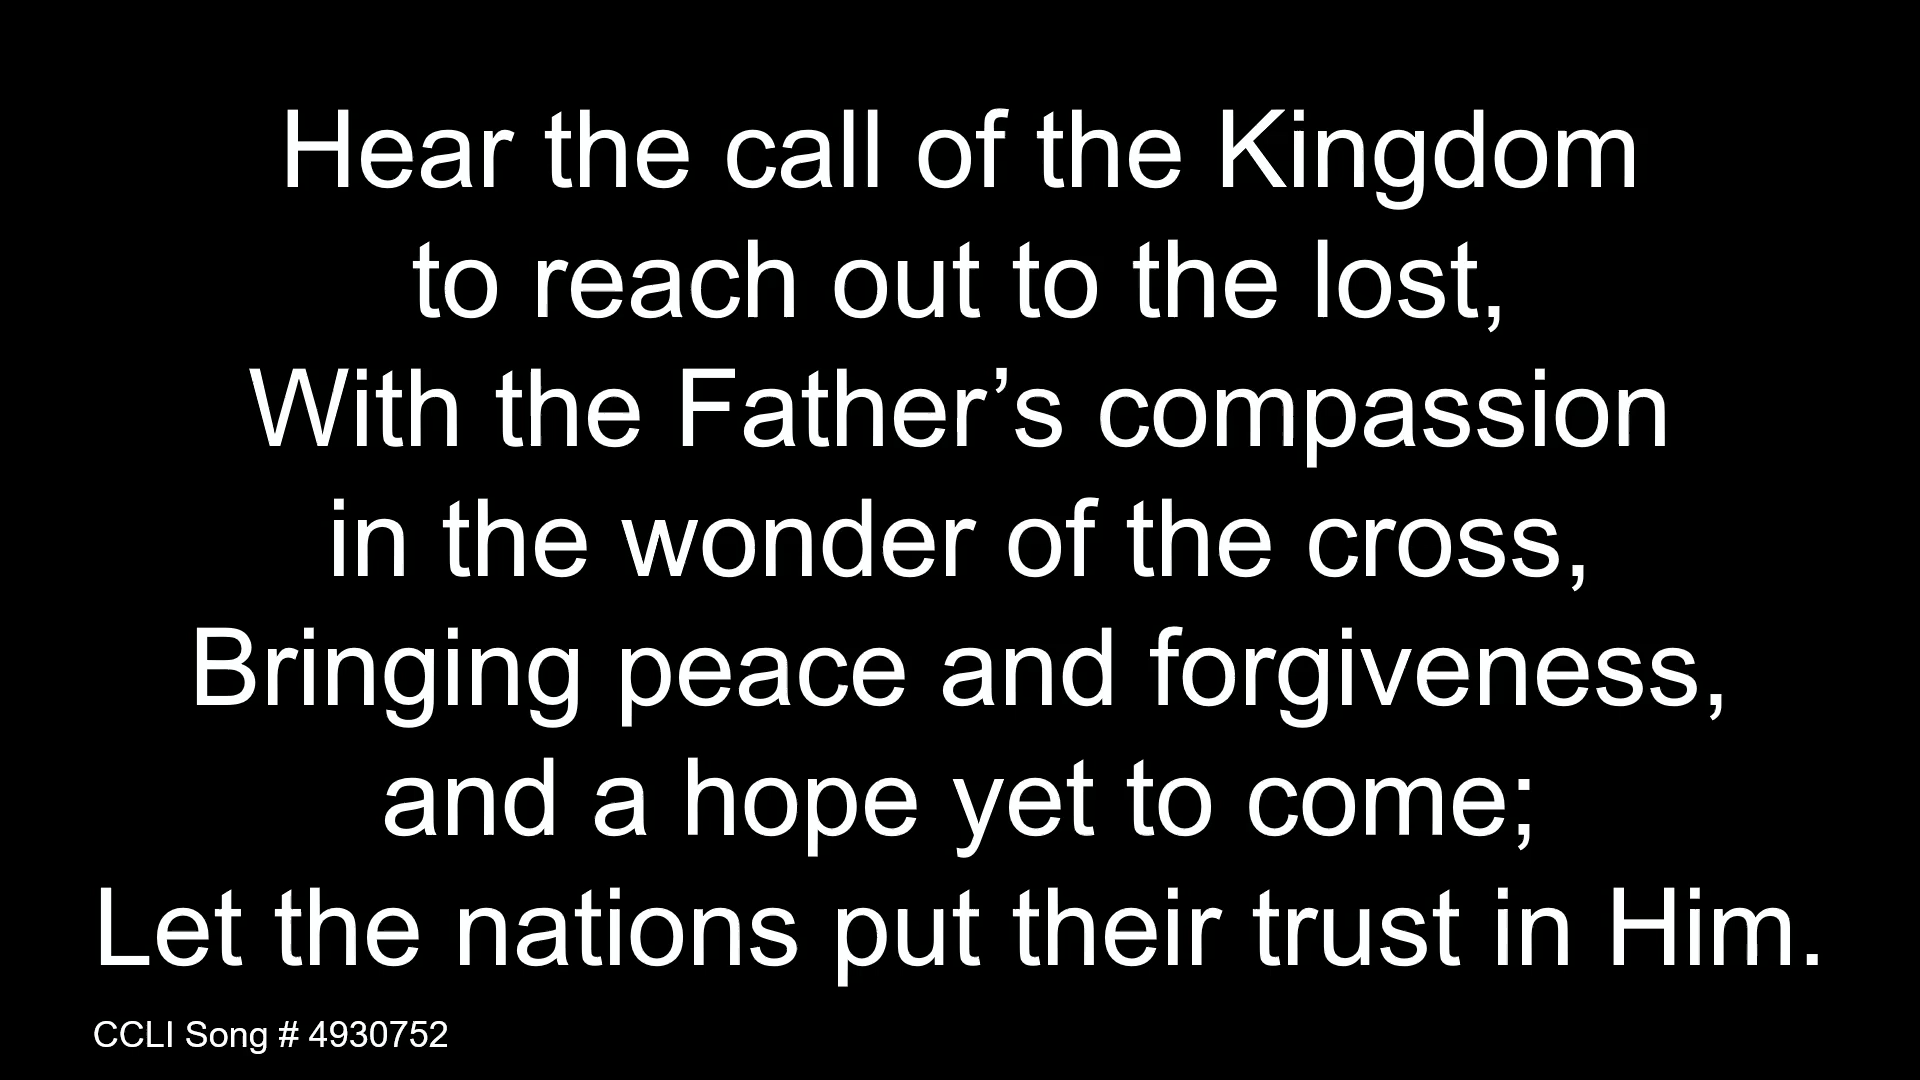 Hear the call of the Kingdom
to reach out to the lost,
With the Father’s compassion
in the wonder of the cross,
Bringing peace and forgiveness,
and a hope yet to come;
Let the nations put their trust in Him.
CCLI Song # 4930752